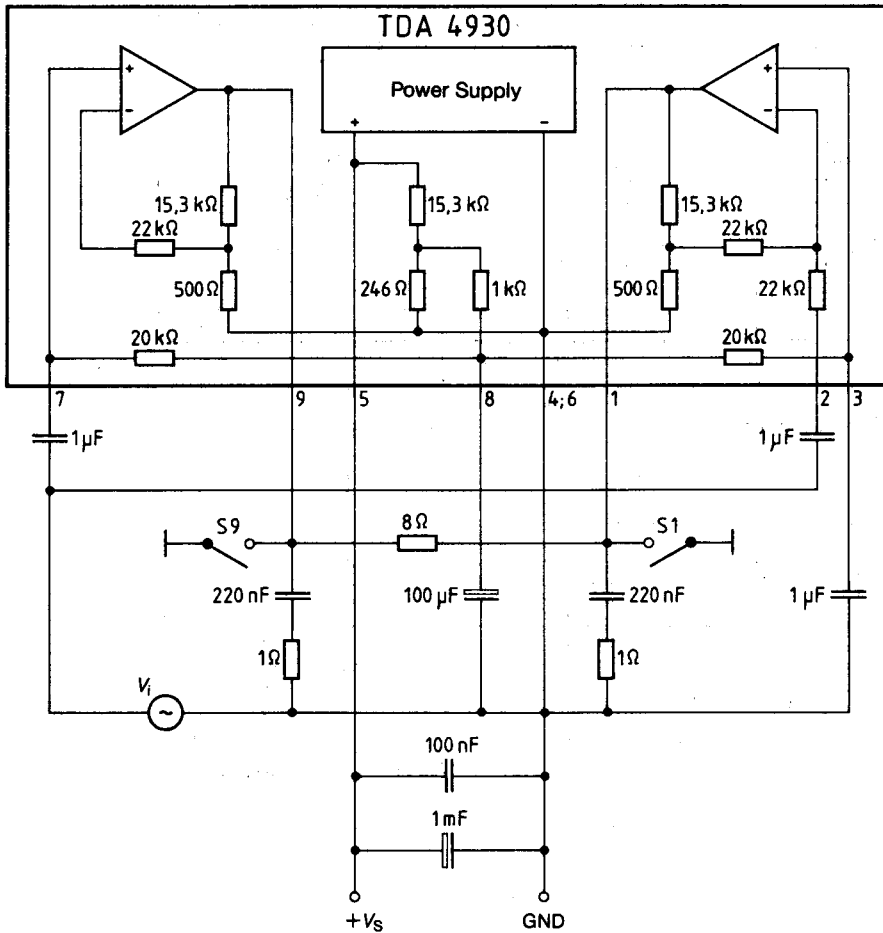 TDA 4930
+
−
Power Supply
+
−
+
−
15,3 kΩ
22 kΩ
500 Ω
20 kΩ
15,3 kΩ
246 Ω
1 kΩ
15,3 kΩ
22 kΩ
500 Ω
22 kΩ
20 kΩ
7
9
5
8
4;6
1
2
3
1 µF
1 µF
S9
8 Ω
S1
220 nF
100 µF
220 nF
1 µF
1 Ω
1 Ω
Vi
~
100 nF
1 mF
+VS
GND